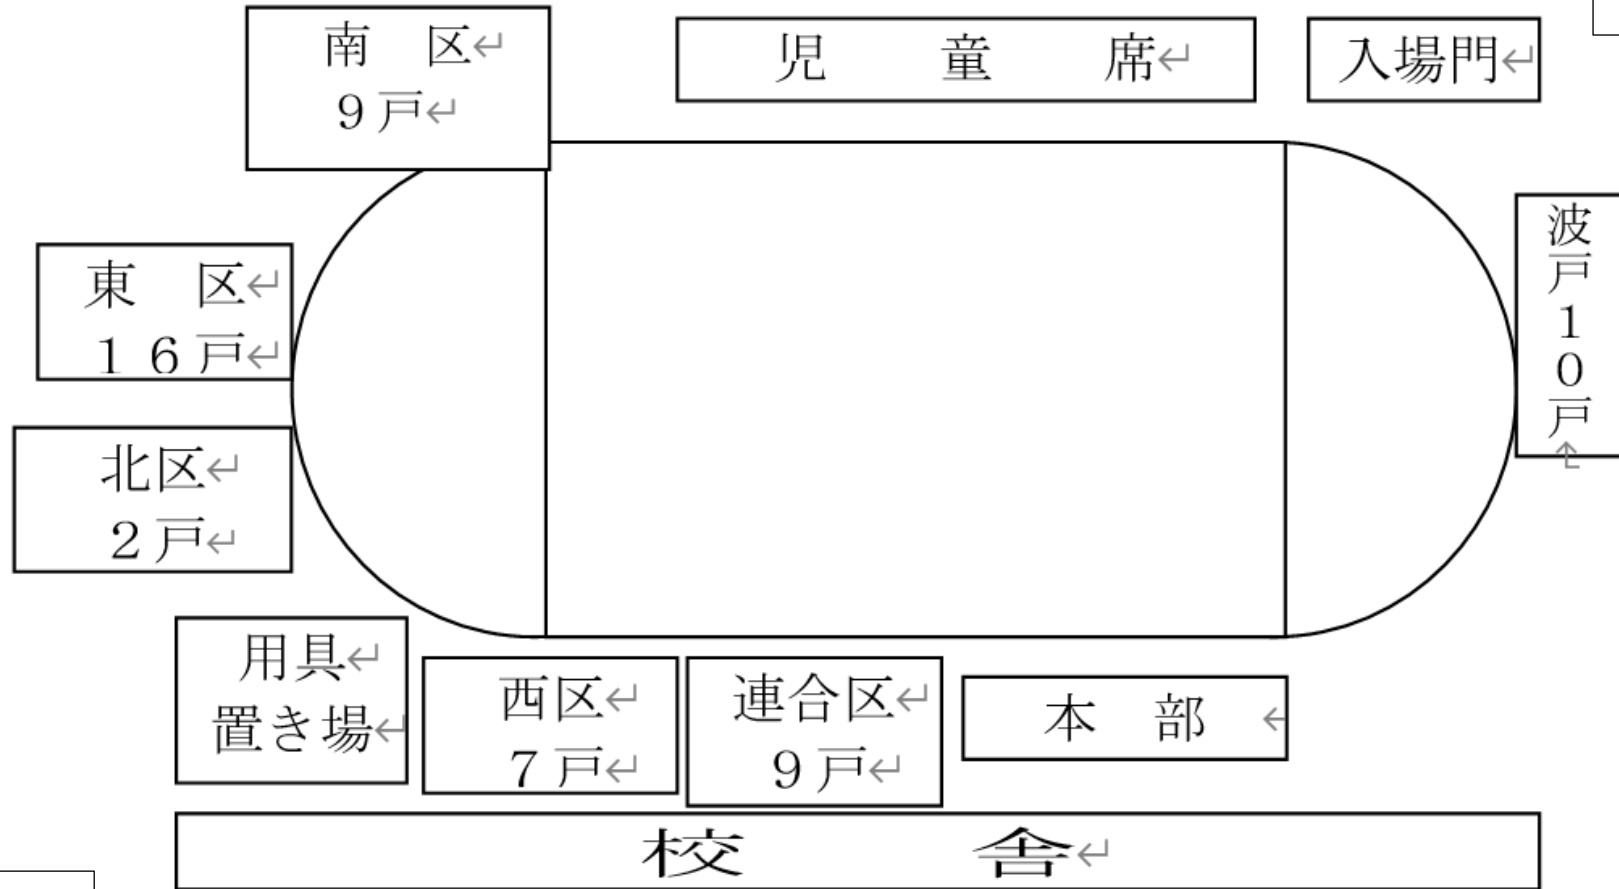 南　区
９戸
児　童　席
入場門
東　区
１６戸
波戸１０戸
北区
２戸
用具
置き場
西区
７戸
連合区
９戸
本　部
校　舎